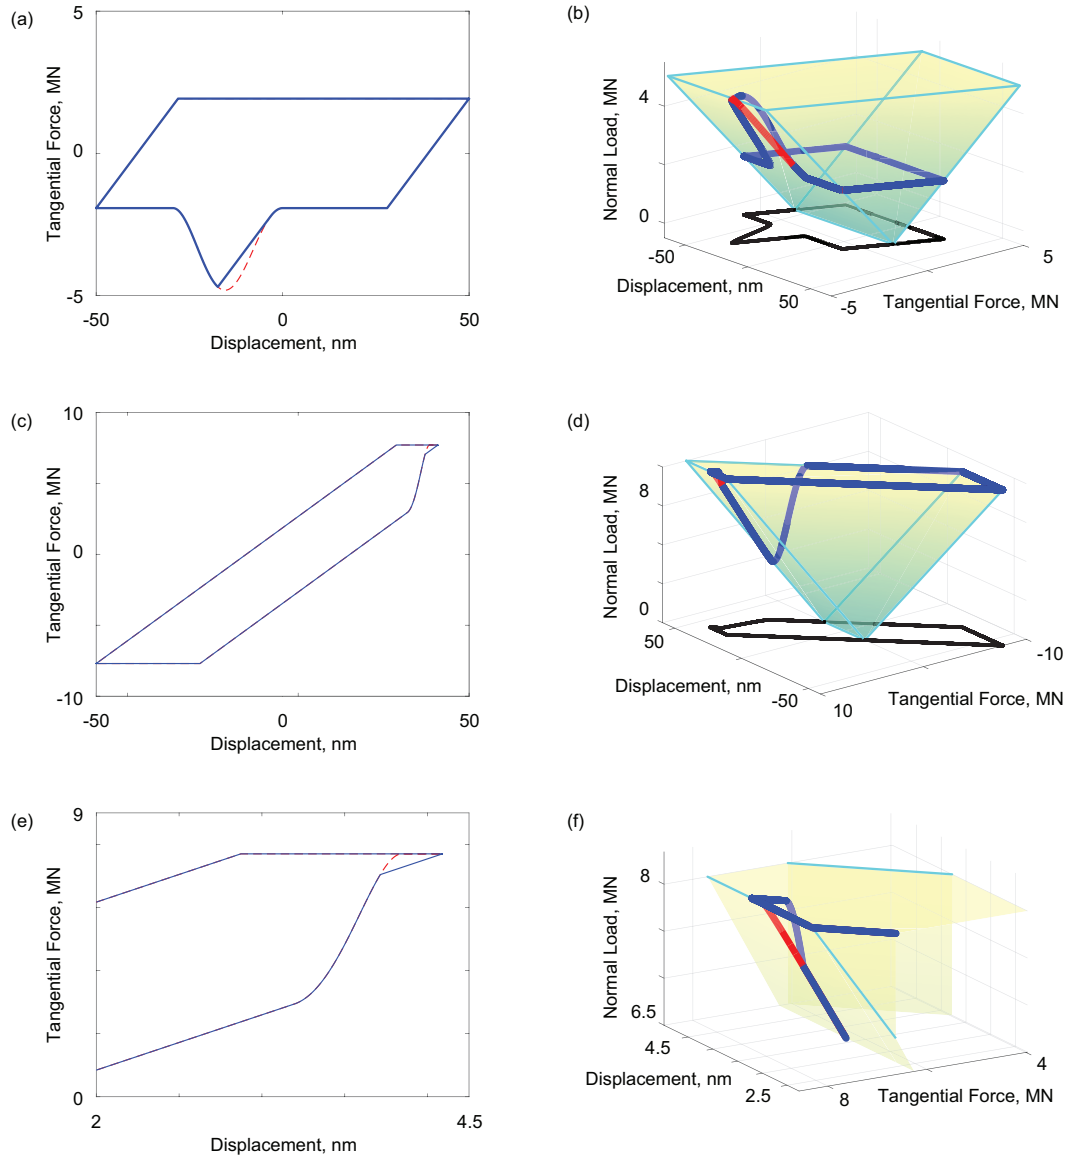 (a)
5
0
-5
Tangential Force, MN
-50
0
50
Displacement, nm
(b)
4
0
Normal Load, MN
-50
50
Displacement, nm
-5
5
Tangential Force, MN
(c)
10
0
-10
Tangential Force, MN
-50
0
50
Displacement, nm
(d)
8
0
Normal Load, MN
50
-50
Displacement, nm
10
-10
Tangential Force, MN
(e)
9
0
Tangential Force, MN
2
4.5
Displacement, nm
(f)
8
6.5
Normal Load, MN
4.5
2.5
Displacement, nm
8
4
Tangential Force, MN